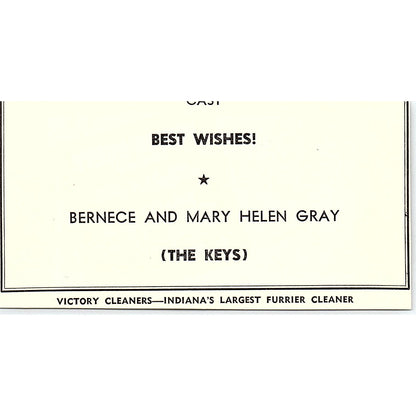 BEST WISHES!
★
BERNECE AND MARY HELEN GRAY
(THE KEYS)
VICTORY CLEANERS—INDIANA'S LARGEST FURRIER CLEANER